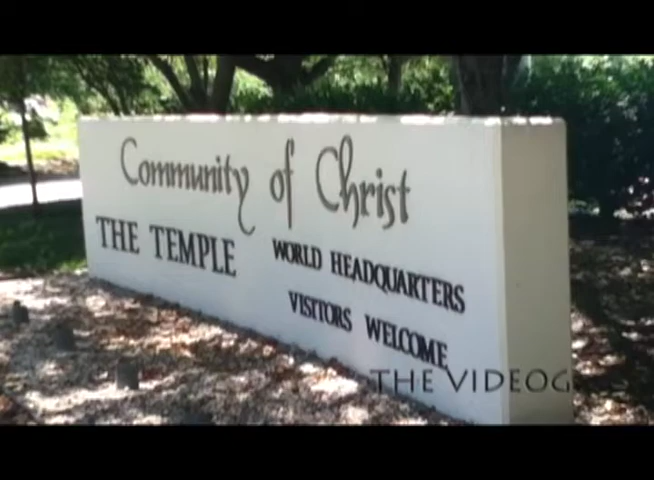 Community of Christ
THE TEMPLE
WORLD HEADQUARTERS
VISITORS WELCOME
THE VIDEOG